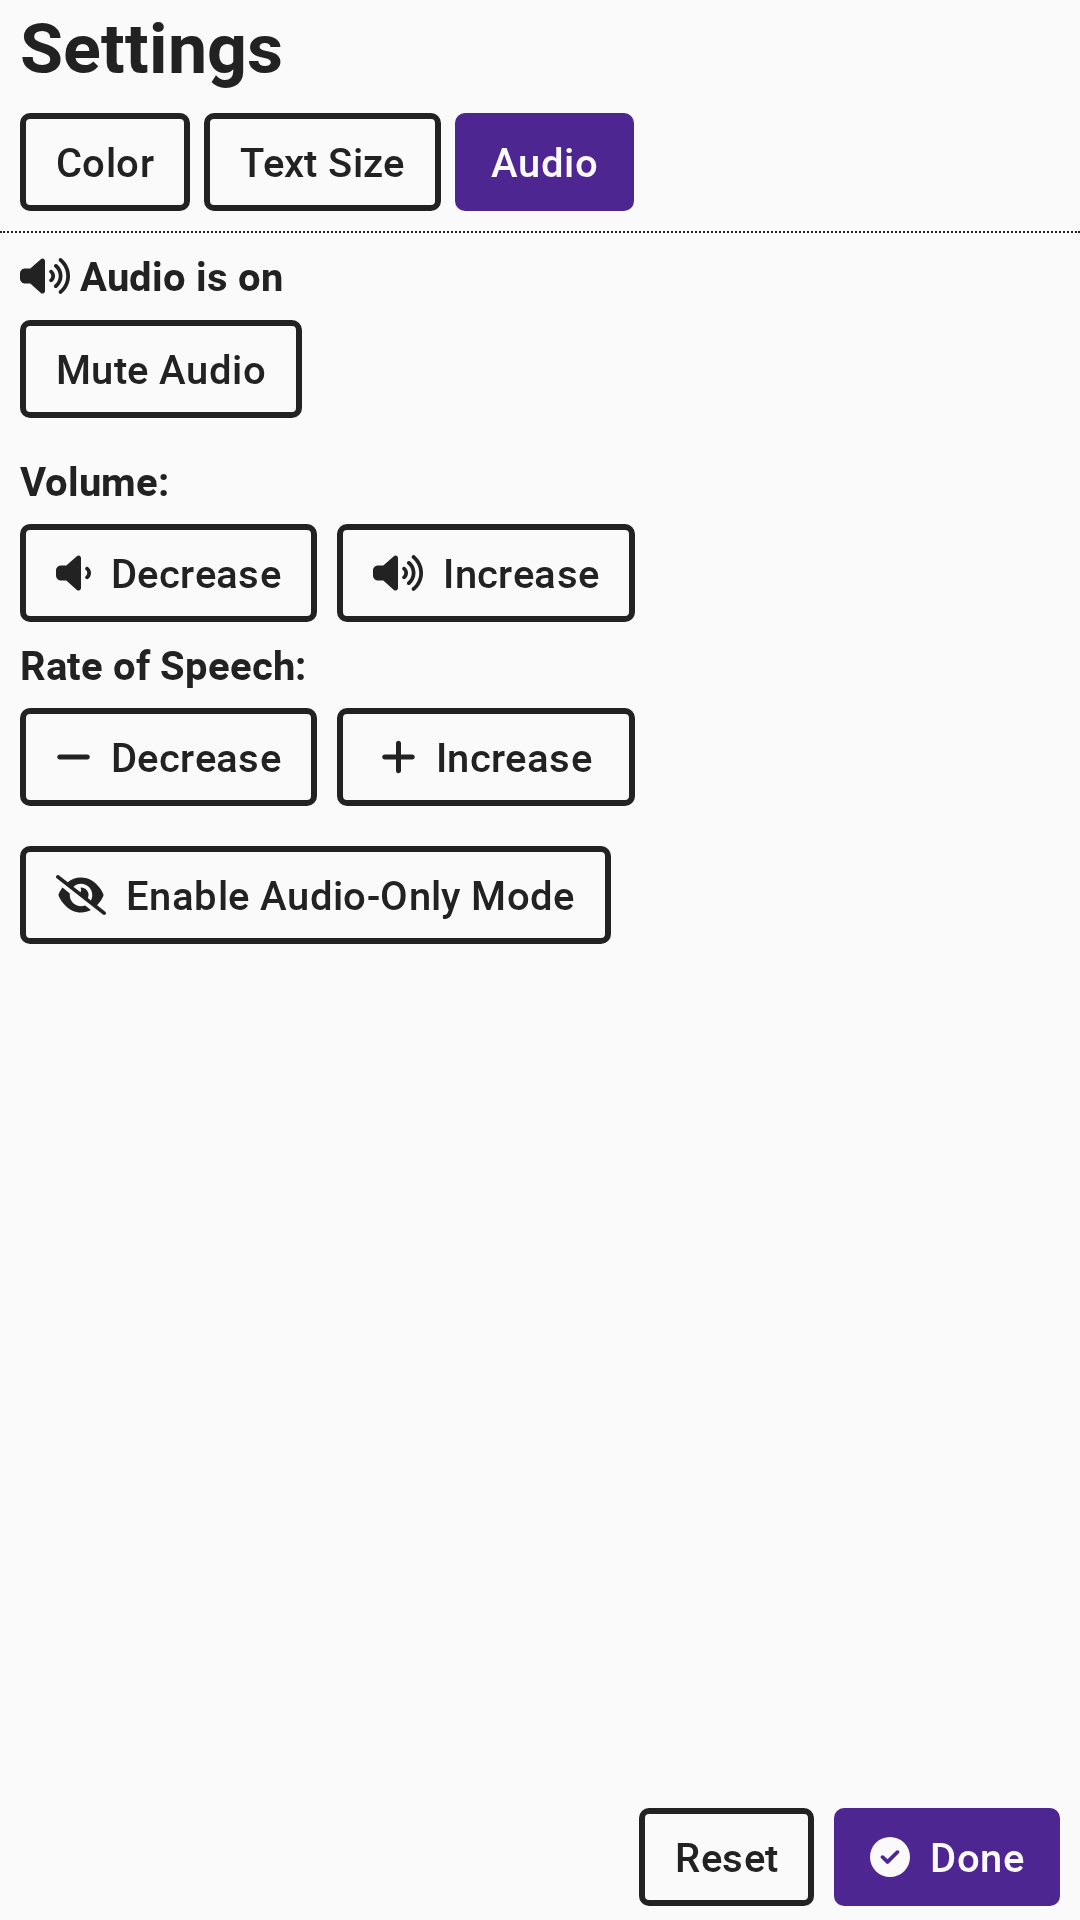 Settings
Color Text Size Audio
Audio is on
Mute Audio
Volume:
Decrease Increase
Rate of Speech:
Decrease Increase
Enable Audio-Only Mode
Reset Done